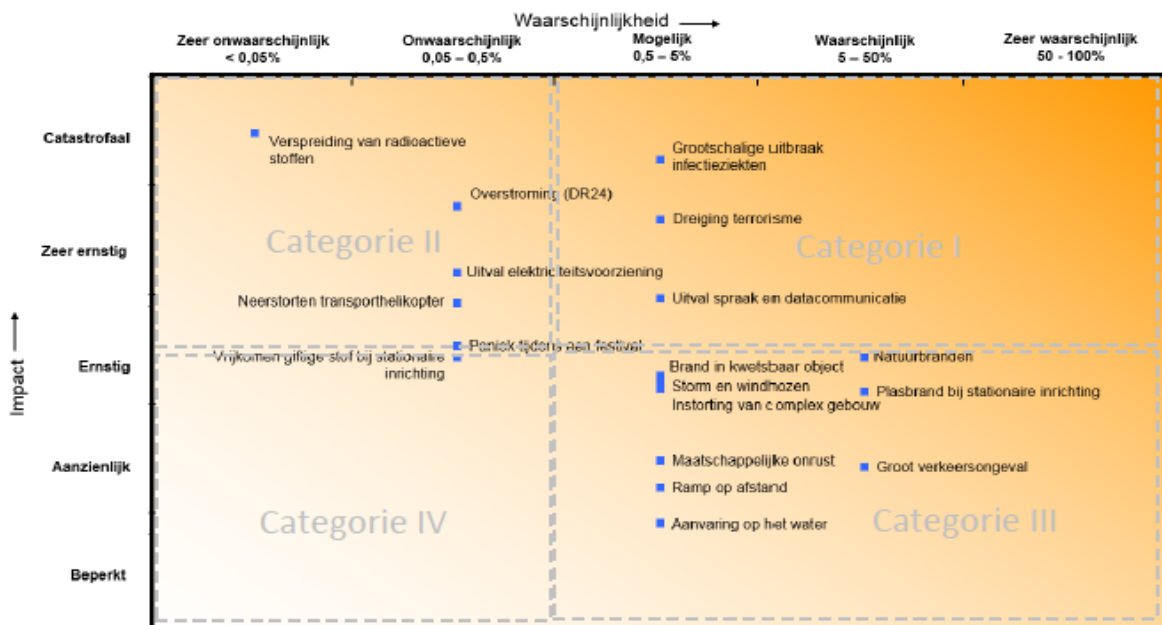 Waarschijnlijkheid
Zeer onwaarschijnlijk
< 0,05%
Onwaarschijnlijk
0,05 – 0,5%
Mogelijk
0,5 – 5%
Waarschijnlijk
5 – 50%
Zeer waarschijnlijk
50 - 100%
Impact
Catastrofaal
Zeer ernstig
Ernstig
Aanzienlijk
Beperkt
Verspreiding van radioactieve
stoffen
Overstroming (DR24)
Categorie II
Uitval elektriciteitsvoorziening
Neerstorten transporthelikopter
Paniek tijdens een festival
Vrijkomen giftige stof bij stationaire
inrichting
Grootschalige uitbraak
infectieziekten
Dreiging terrorisme
Categorie I
Uitval spraak en datacommunicatie
Natuurbranden
Brand in kwetsbaar object
Storm en windhozen
Instorting van complex gebouw
Plasbrand bij stationaire inrichting
Maatschappelijke onrust
Groot verkeersongeval
Ramp op afstand
Aanvaring op het water
Categorie IV
Categorie III